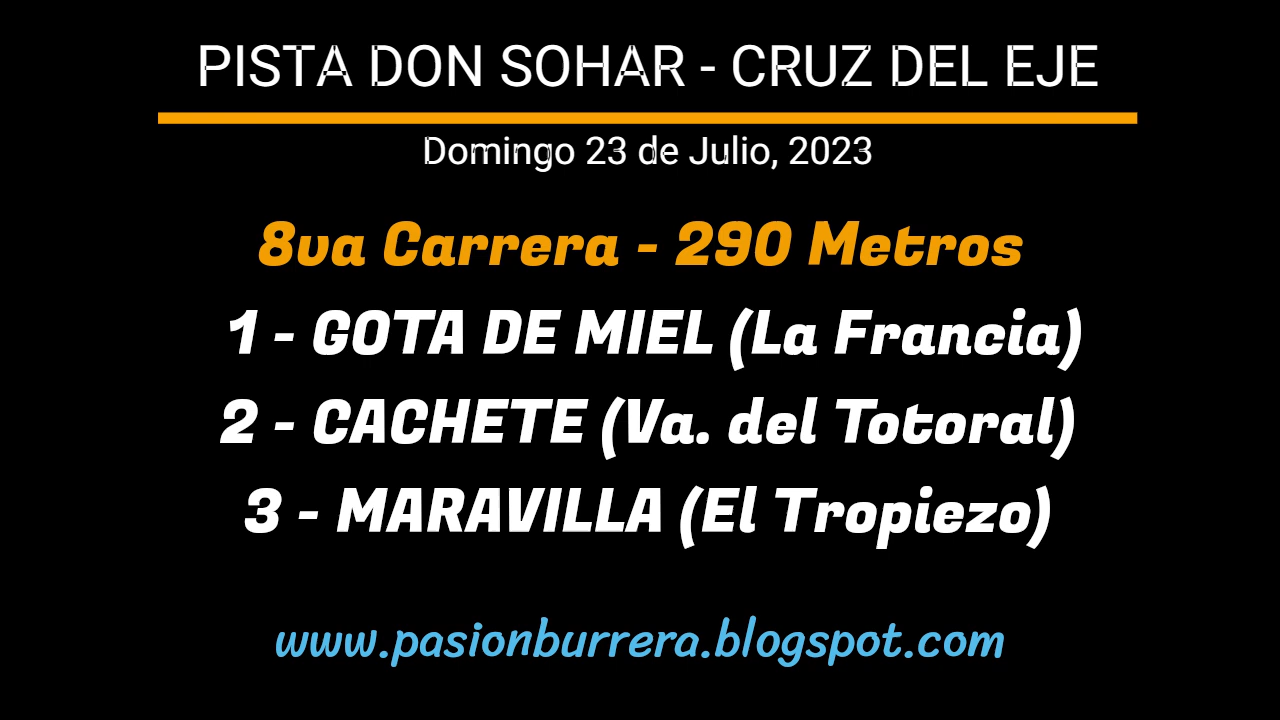 PISTA DON SOHAR - CRUZ DEL EJE
Domingo 23 de Julio, 2023
8va Carrera - 290 Metros
1 - GOTA DE MIEL (La Francia)
2 - CACHETE (Va. del Totoral)
3 - MARAVILLA (El Tropiezo)
www.pasionburrera.blogspot.com